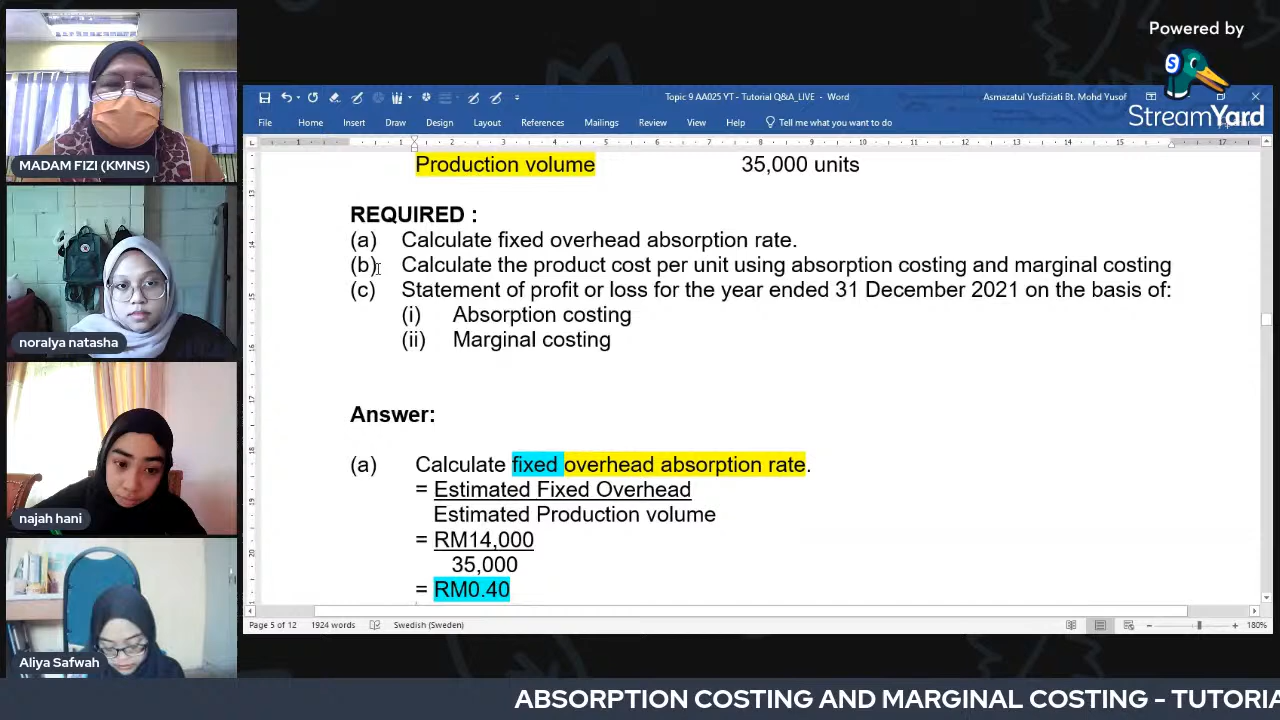 Powered by
S
StreamYard
MADAM FIZI (KMNS)
noralya natasha
najah hani
Aliya Safwah
Topic 9 AA025 YT - Tutorial Q&A_LIVE - Word
Asmazatul Yusfiziati Bt. Mohd Yusof
File Home Insert Draw Design Layout References Mailings Review View Help Tell me what you want to do
Production volume 35,000 units
REQUIRED :
(a) Calculate fixed overhead absorption rate.
(b) Calculate the product cost per unit using absorption costing and marginal costing
(c) Statement of profit or loss for the year ended 31 December 2021 on the basis of:
(i) Absorption costing
(ii) Marginal costing
Answer:
(a) Calculate fixed overhead absorption rate.
= Estimated Fixed Overhead
Estimated Production volume
= RM14,000
35,000
= RM0.40
Page 5 of 12 1924 words Swedish (Sweden) 180%
ABSORPTION COSTING AND MARGINAL COSTING - TUTORIA